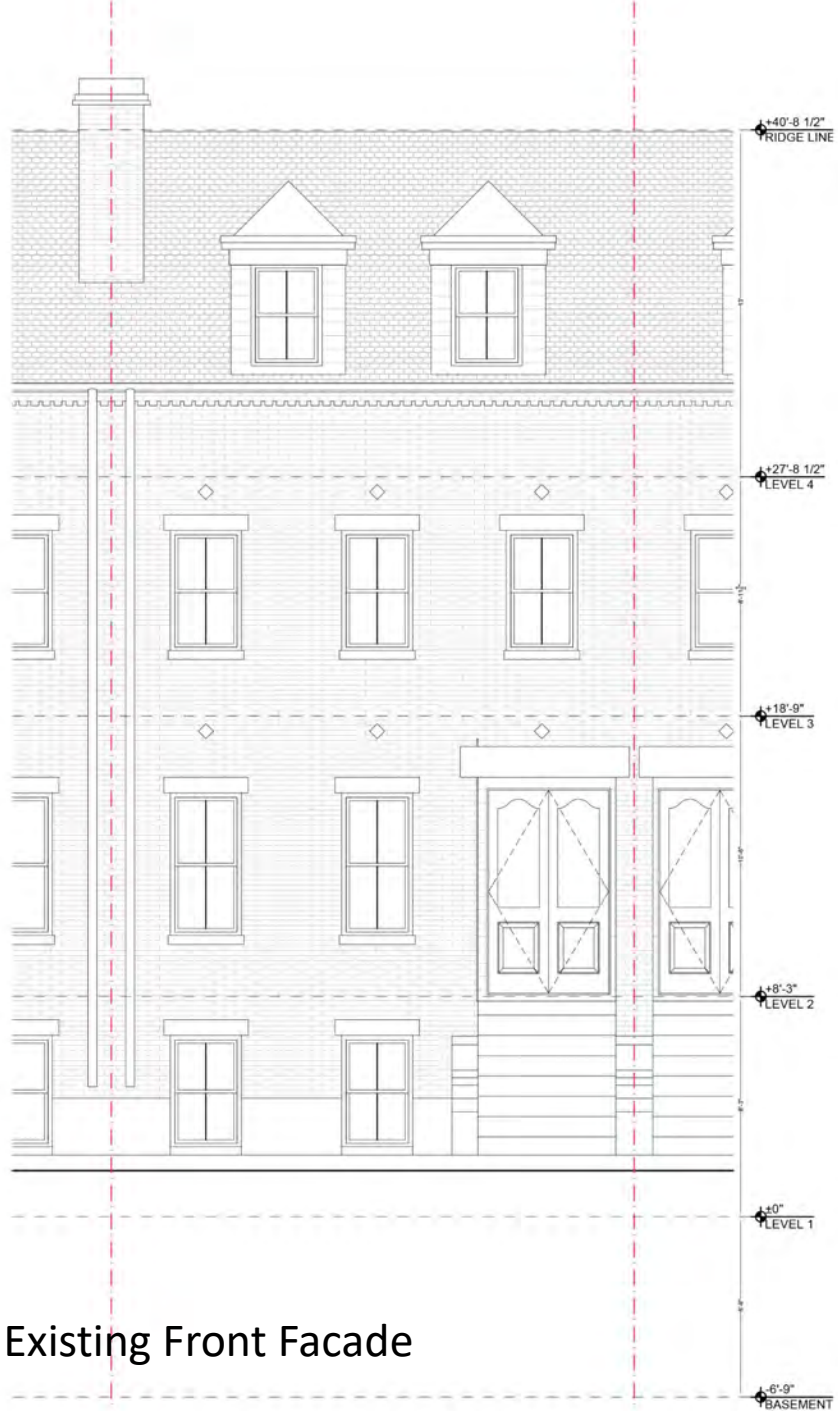 +40'-8 1/2"
RIDGE LINE
13'
+27'-8 1/2"
LEVEL 4
+18'-9"
LEVEL 3
+8'-3"
LEVEL 2
±0"
LEVEL 1
Existing Front Facade
-6'-9"
BASEMENT